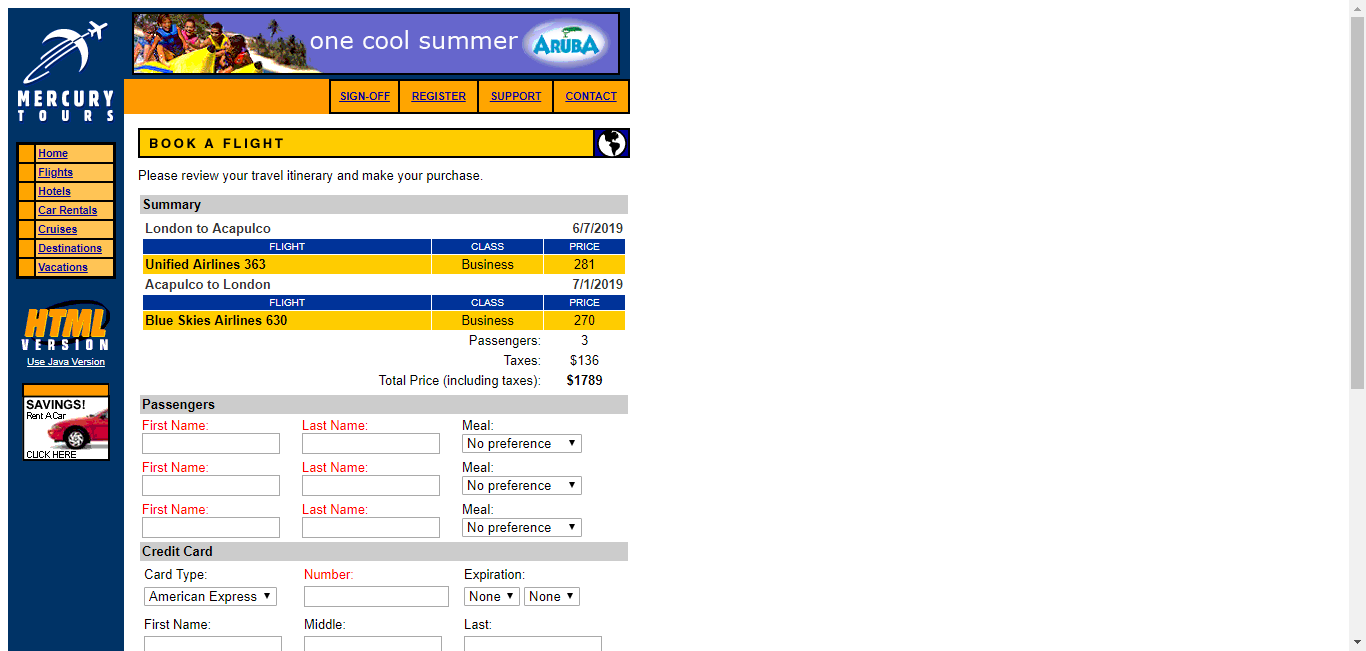 one cool summer ARUBA
MERCURY
TOURS
SIGN-OFF REGISTER SUPPORT CONTACT
Home
Flights
Hotels
Car Rentals
Cruises
Destinations
Vacations
HTML
VERSION
Use Java Version
SAVINGS!
Rent A Car
CLICK HERE
BOOK A FLIGHT
Please review your travel itinerary and make your purchase.
Summary
London to Acapulco 6/7/2019
FLIGHT CLASS PRICE
Unified Airlines 363 Business 281
Acapulco to London 7/1/2019
FLIGHT CLASS PRICE
Blue Skies Airlines 630 Business 270
Passengers: 3
Taxes: $136
Total Price (including taxes): $1789
Passengers
First Name: Last Name: Meal:
No preference
First Name: Last Name: Meal:
No preference
First Name: Last Name: Meal:
No preference
Credit Card
Card Type: Number: Expiration:
American Express None None
First Name: Middle: Last: